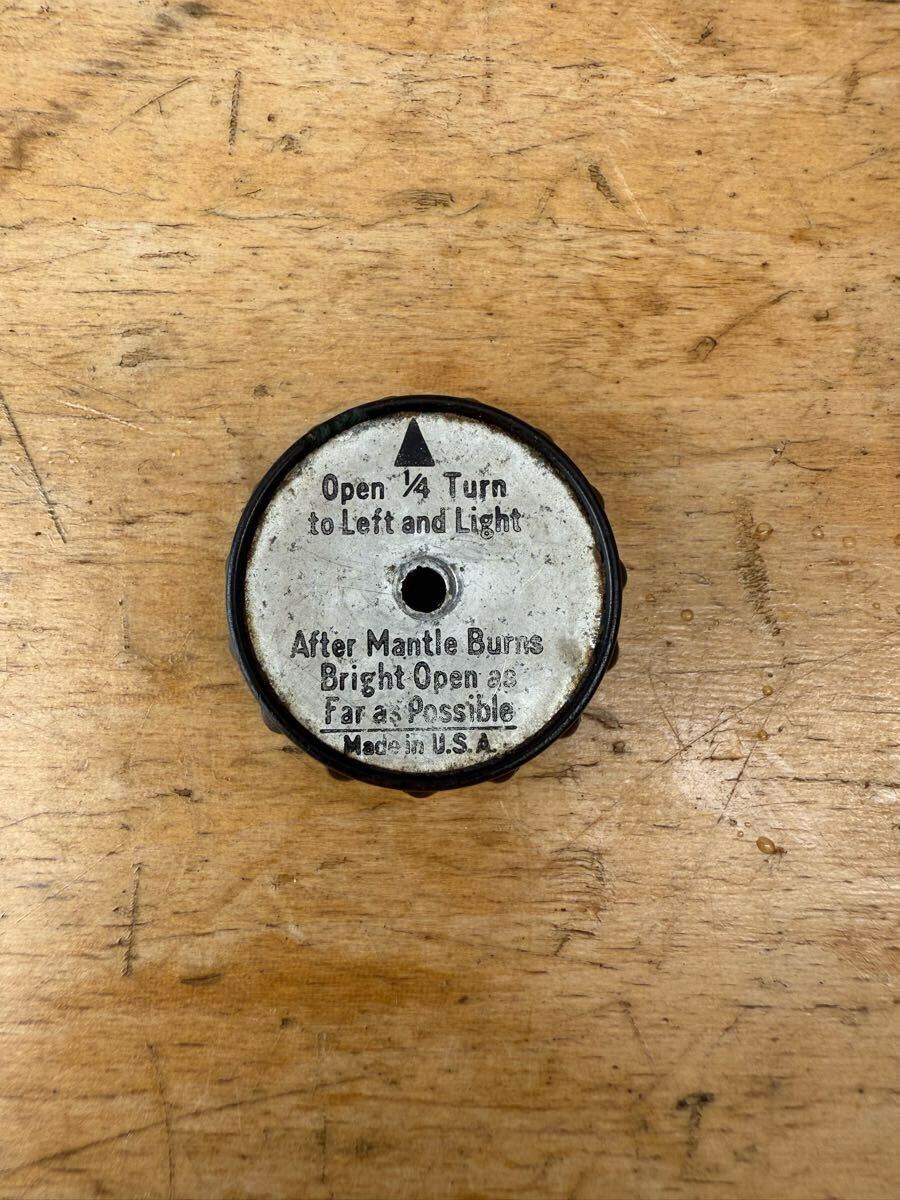 Open ¼ Turn
to Left and Light
After Mantle Burns
Bright Open as
Far as Possible
Made in U.S.A.